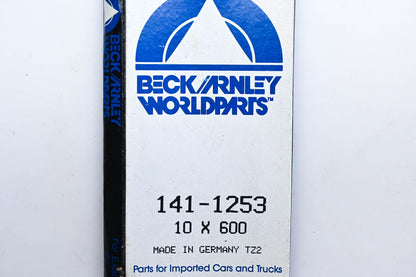 BECK/ARNLEY
WORLDPARTS™
141-1253
10 X 600
MADE IN GERMANY TZ2
Parts for Imported Cars and Trucks
BECK/ARNLEY
WORLDPARTS